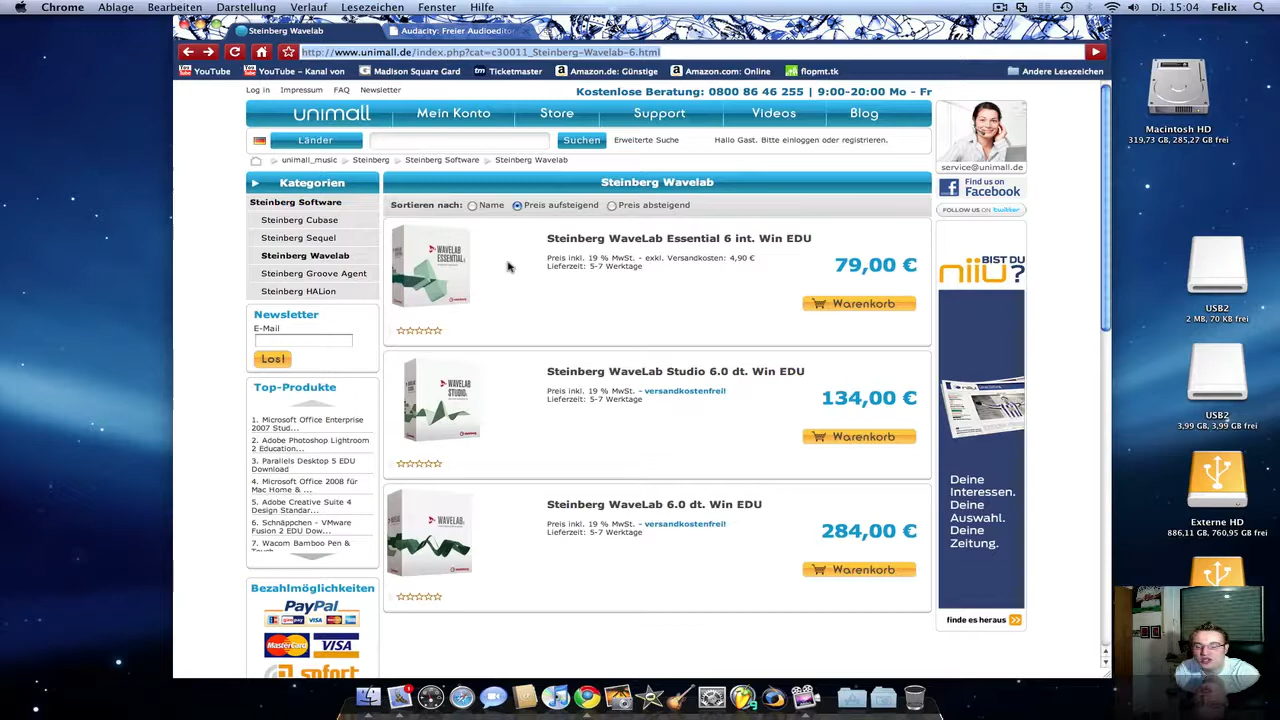 Chrome Ablage Bearbeiten Darstellung Verlauf Lesezeichen Fenster Hilfe Di. 15:04 Felix
Steinberg Wavelab Audacity: Freier Audioeditor
http://www.unimall.de/index.php?cat=c30011_Steinberg-Wavelab-6.html
YouTube YouTube - Kanal von Madison Square Gard Ticketmaster Amazon.de: Günstige Amazon.com: Online flopmt.tk Andere Lesezeichen
Log in Impressum FAQ Newsletter Kostenlose Beratung: 0800 86 46 255 | 9:00-20:00 Mo - Fr
unimall Mein Konto Store Support Videos Blog
Länder Suchen Erweiterte Suche Hallo Gast. Bitte einloggen oder registrieren.
unimall_music Steinberg Steinberg Software Steinberg Wavelab
service@unimall.de
Find us on
Facebook
FOLLOW US ON twitter
Kategorien
Steinberg Software
Steinberg Cubase
Steinberg Sequel
Steinberg Wavelab
Steinberg Groove Agent
Steinberg HALion
Newsletter
E-Mail
Los!
Top-Produkte
1. Microsoft Office Enterprise
2007 Stud...
2. Adobe Photoshop Lightroom
2 Education...
3. Parallels Desktop 5 EDU
Download
4. Microsoft Office 2008 für
Mac Home & ...
5. Adobe Creative Suite 4
Design Standar...
6. Schnäppchen - VMware
Fusion 2 EDU Dow...
7. Wacom Bamboo Pen &
Touch
Bezahlmöglichkeiten
PayPal
MasterCard VISA
sofort
Steinberg Wavelab
Sortieren nach: Name Preis aufsteigend Preis absteigend
WAVELAB
ESSENTIAL
Steinberg WaveLab Essential 6 int. Win EDU
Preis inkl. 19 % MwSt. - exkl. Versandkosten: 4,90 €
Lieferzeit: 5-7 Werktage
79,00 €
Warenkorb
WAVELAB
STUDIO
Steinberg WaveLab Studio 6.0 dt. Win EDU
Preis inkl. 19 % MwSt. - versandkostenfrei!
Lieferzeit: 5-7 Werktage
134,00 €
Warenkorb
WAVELAB
Steinberg WaveLab 6.0 dt. Win EDU
Preis inkl. 19 % MwSt. - versandkostenfrei!
Lieferzeit: 5-7 Werktage
284,00 €
Warenkorb
BIST DU
niiU?
Deine
Interessen.
Deine
Auswahl.
Deine
Zeitung.
finde es heraus
Macintosh HD
319,73 GB, 285,27 GB frei
USB2
2 MB, 70 KB frei
USB2
3,99 GB, 3,99 GB frei
Externe HD
886,11 GB, 760,95 GB frei